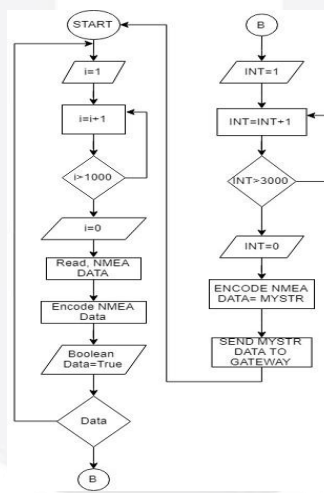 START
i=1
i=i+1
i>1000
i=0
Read, NMEA
DATA
Encode NMEA
Data
Boolean
Data=True
Data
B
B
INT=1
INT=INT+1
INT>3000
INT=0
ENCODE NMEA
DATA= MYSTR
SEND MYSTR
DATA TO
GATEWAY